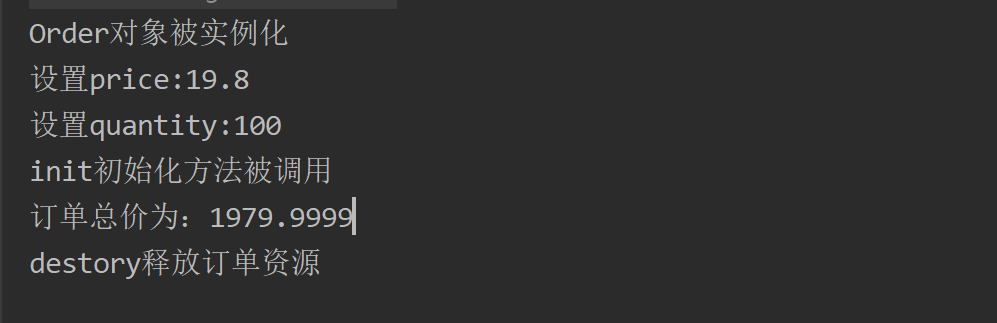 Order对象被实例化
设置price:19.8
设置quantity:100
init初始化方法被调用
订单总价为：1979.9999
destory释放订单资源